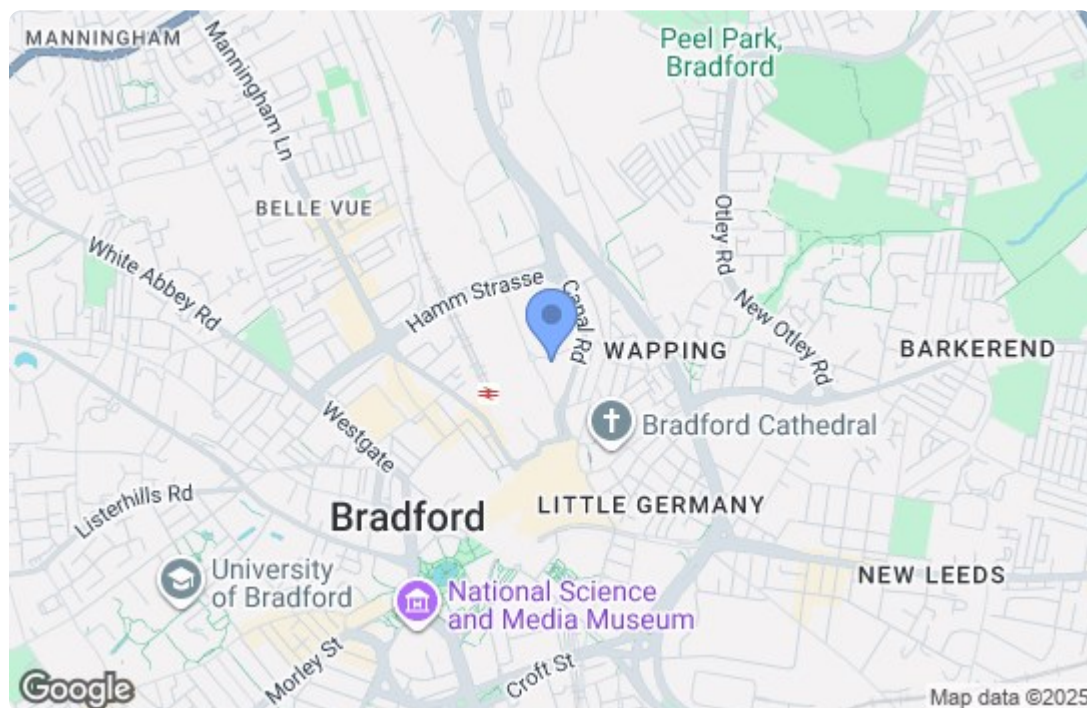 MANNINGHAM
Manningham Ln
Peel Park,
Bradford
BELLE VUE
White Abbey Rd
Hamm Strasse
Canal Rd
Otley Rd
New Otley Rd
WAPPING
BARKEREND
Westgate
Bradford Cathedral
Listerhills Rd
Bradford
LITTLE GERMANY
University
of Bradford
National Science
and Media Museum
NEW LEEDS
Morley St
Croft St
Google
Map data ©2025